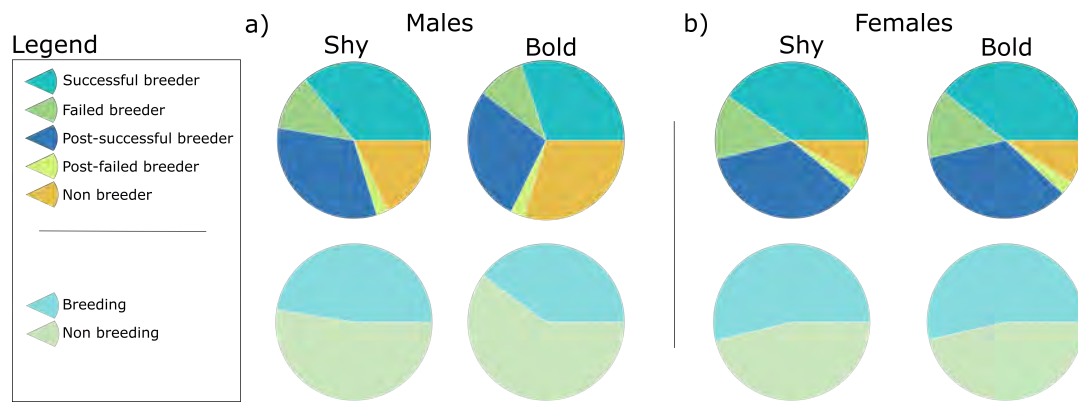 a)
Males
b)
Females
Legend
Shy
Bold
Shy
Bold
Successful breeder
Failed breeder
Post-successful breeder
Post-failed breeder
Non breeder
Breeding
Non breeding